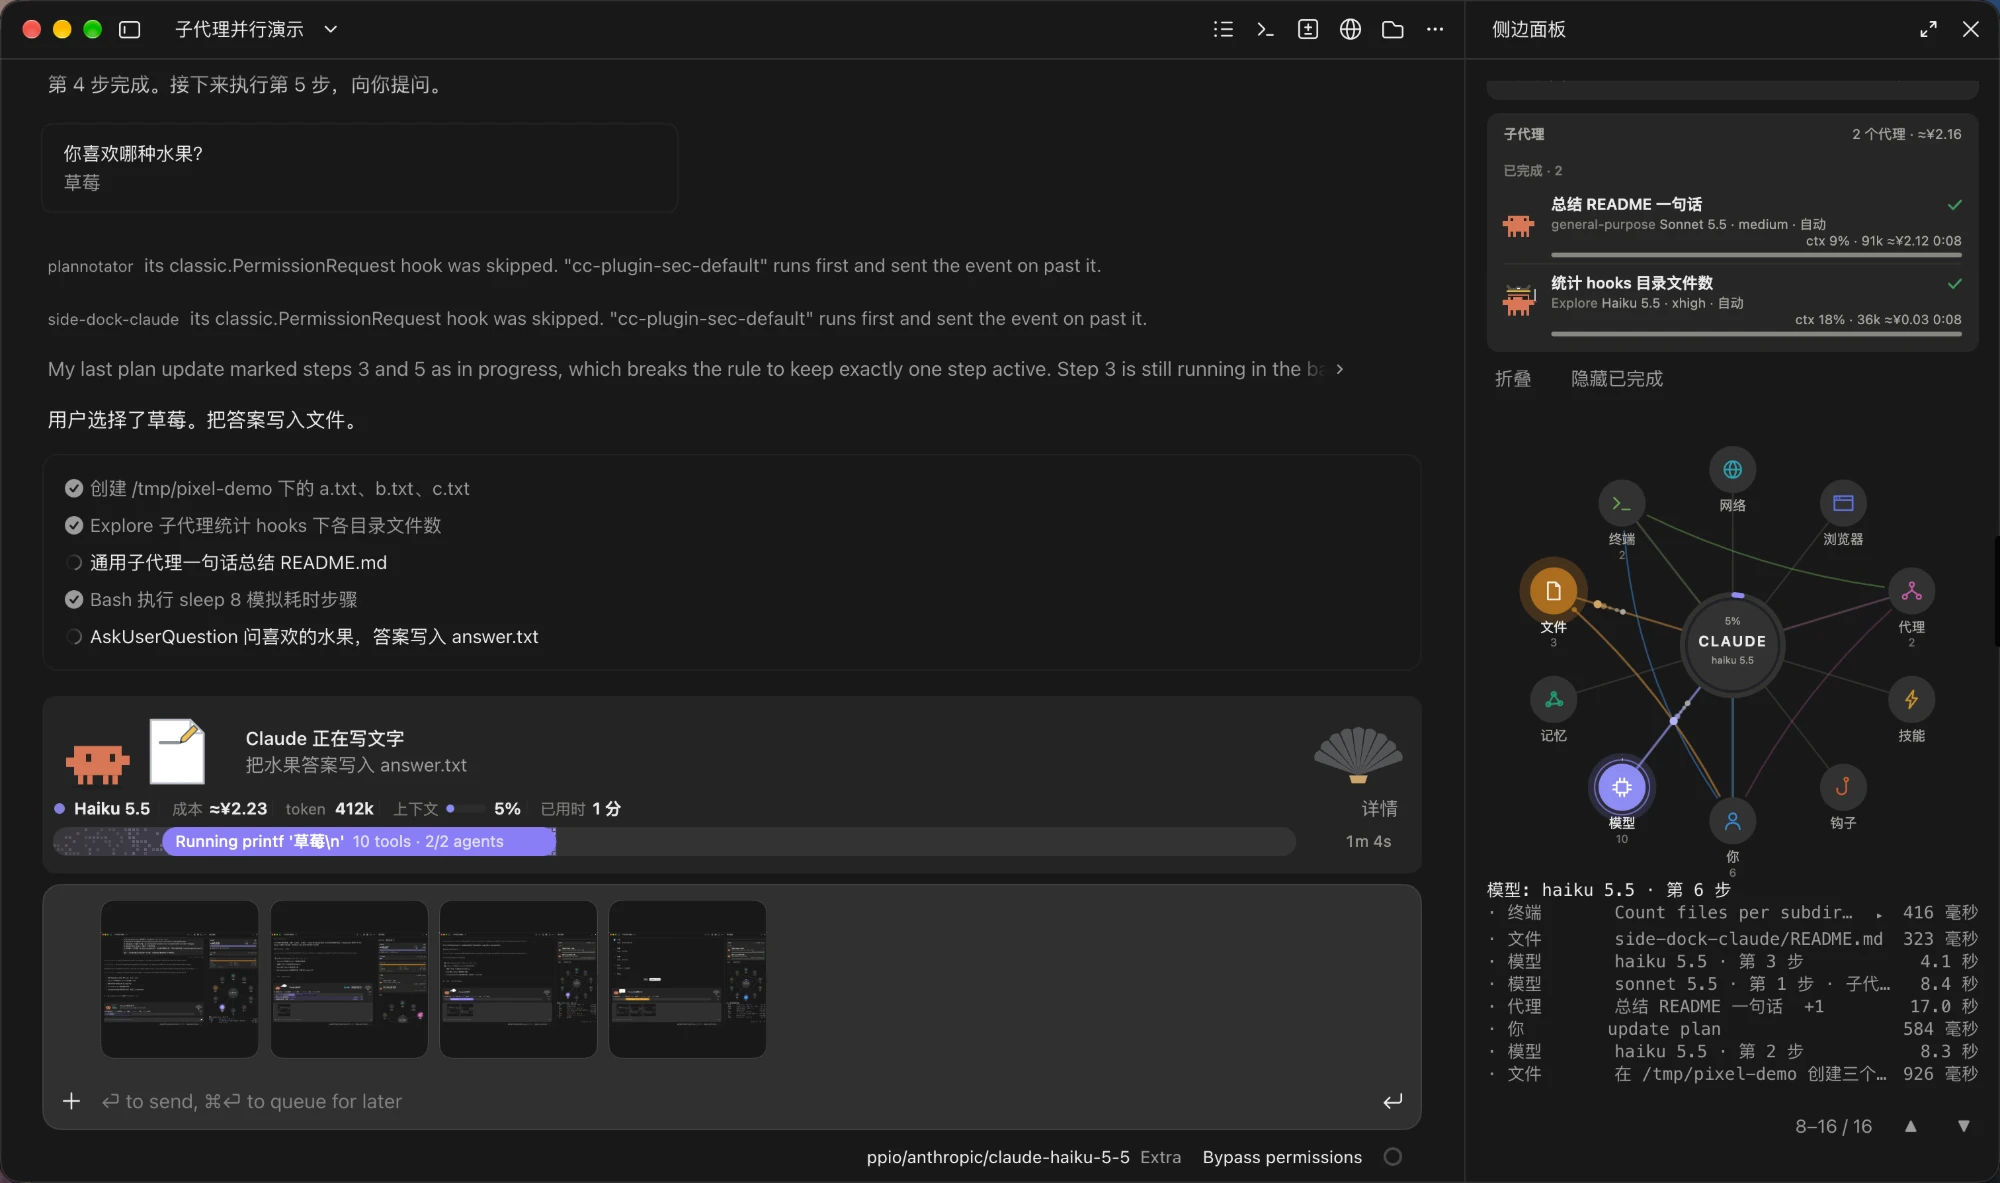 子代理并行演示
侧边面板
第 4 步完成。接下来执行第 5 步，向你提问。
你喜欢哪种水果?
草莓
plannotator its classic.PermissionRequest hook was skipped. "cc-plugin-sec-default" runs first and sent the event on past it.
side-dock-claude its classic.PermissionRequest hook was skipped. "cc-plugin-sec-default" runs first and sent the event on past it.
My last plan update marked steps 3 and 5 as in progress, which breaks the rule to keep exactly one step active. Step 3 is still running in the ba
用户选择了草莓。把答案写入文件。
创建 /tmp/pixel-demo 下的 a.txt、b.txt、c.txt
Explore 子代理统计 hooks 下各目录文件数
通用子代理一句话总结 README.md
Bash 执行 sleep 8 模拟耗时步骤
AskUserQuestion 问喜欢的水果，答案写入 answer.txt
Claude 正在写文字
把水果答案写入 answer.txt
Haiku 5.5 成本 ≈¥2.23 token 412k 上下文 5% 已用时 1 分 详情
Running printf '草莓\n' 10 tools · 2/2 agents 1m 4s
⏎ to send, ⌘⏎ to queue for later
ppio/anthropic/claude-haiku-5-5 Extra Bypass permissions
子代理 2 个代理 · ≈¥2.16
已完成 · 2
总结 README 一句话
general-purpose Sonnet 5.5 · medium · 自动
ctx 9% · 91k ≈¥2.12 0:08
统计 hooks 目录文件数
Explore Haiku 5.5 · xhigh · 自动
ctx 18% · 36k ≈¥0.03 0:08
折叠 隐藏已完成
网络
终端
2
浏览器
文件
3
代理
2
5%
CLAUDE
haiku 5.5
记忆
技能
模型
10
钩子
你
6
模型: haiku 5.5 · 第 6 步
· 终端 Count files per subdir… ▸ 416 毫秒
· 文件 side-dock-claude/README.md 323 毫秒
· 模型 haiku 5.5 · 第 3 步 4.1 秒
· 模型 sonnet 5.5 · 第 1 步 · 子代… 8.4 秒
· 代理 总结 README 一句话 +1 17.0 秒
· 你 update plan 584 毫秒
· 模型 haiku 5.5 · 第 2 步 8.3 秒
· 文件 在 /tmp/pixel-demo 创建三个… 926 毫秒
8–16 / 16 ▲ ▼